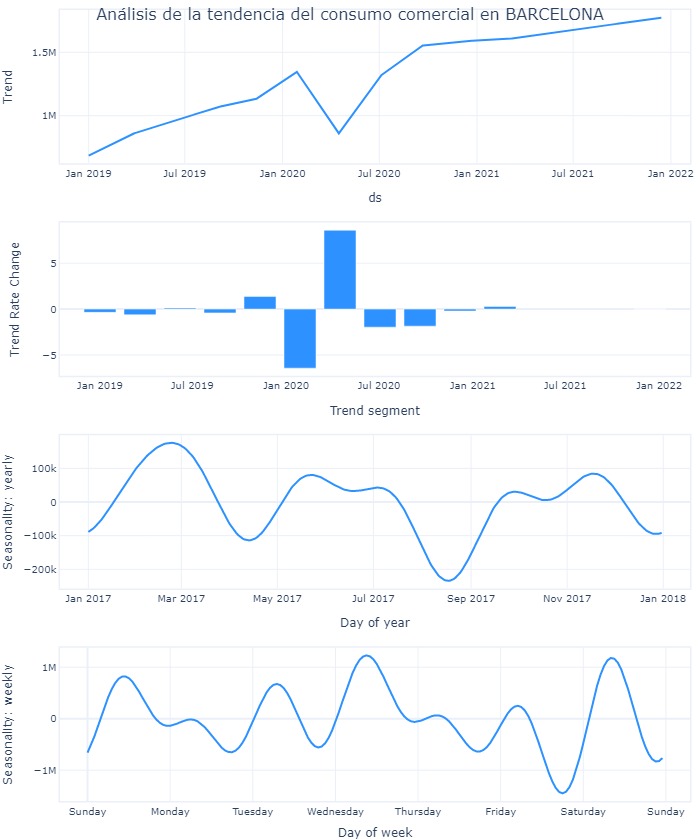 Análisis de la tendencia del consumo comercial en BARCELONA
Trend
1.5M
1M
Jan 2019 Jul 2019 Jan 2020 Jul 2020 Jan 2021 Jul 2021 Jan 2022
ds
Trend Rate Change
5
0
−5
Jan 2019 Jul 2019 Jan 2020 Jul 2020 Jan 2021 Jul 2021 Jan 2022
Trend segment
Seasonality: yearly
100k
0
−100k
−200k
Jan 2017 Mar 2017 May 2017 Jul 2017 Sep 2017 Nov 2017 Jan 2018
Day of year
Seasonality: weekly
1M
0
−1M
Sunday Monday Tuesday Wednesday Thursday Friday Saturday Sunday
Day of week